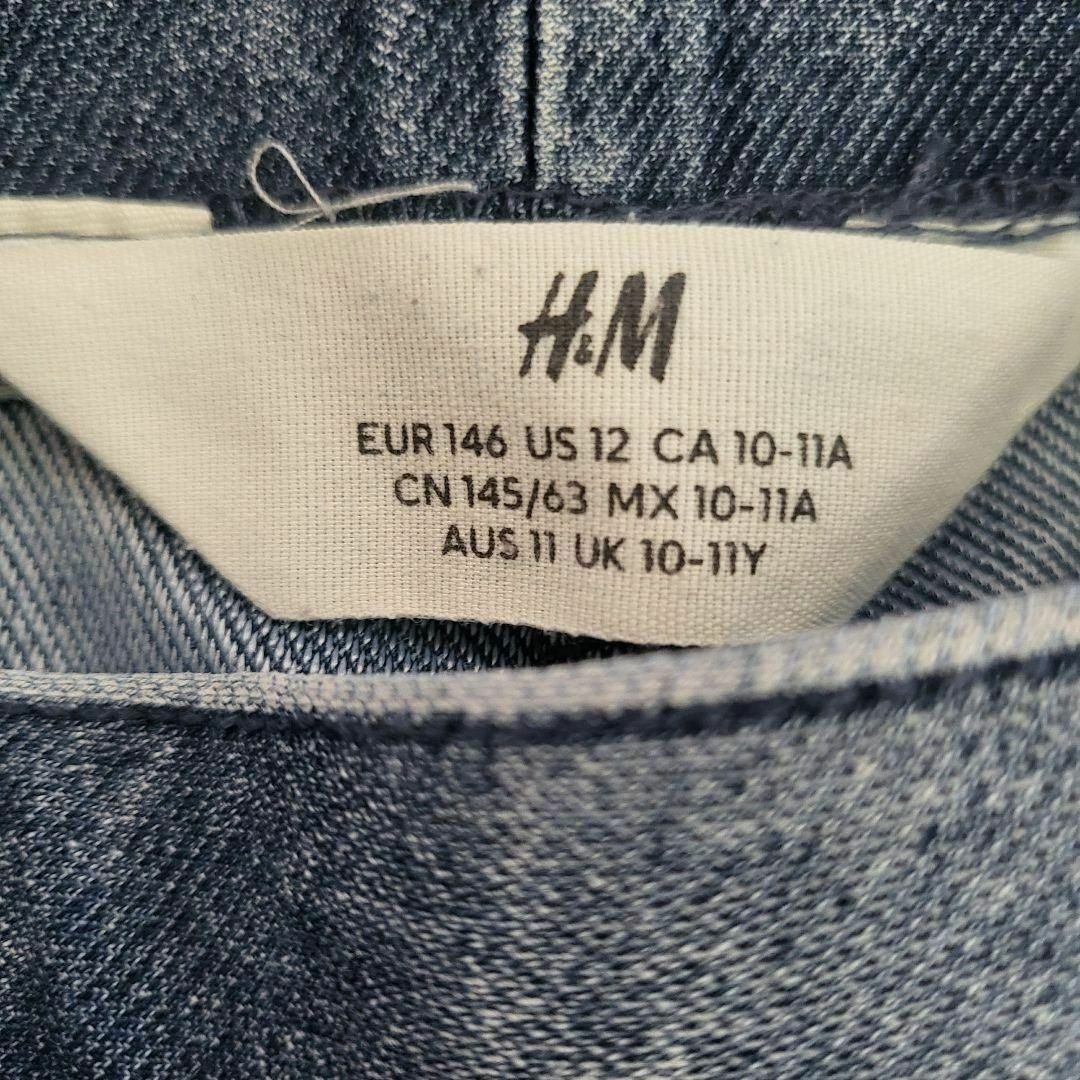 H&M
EUR 146 US 12 CA 10-11A
CN 145/63 MX 10-11A
AUS 11 UK 10-11Y